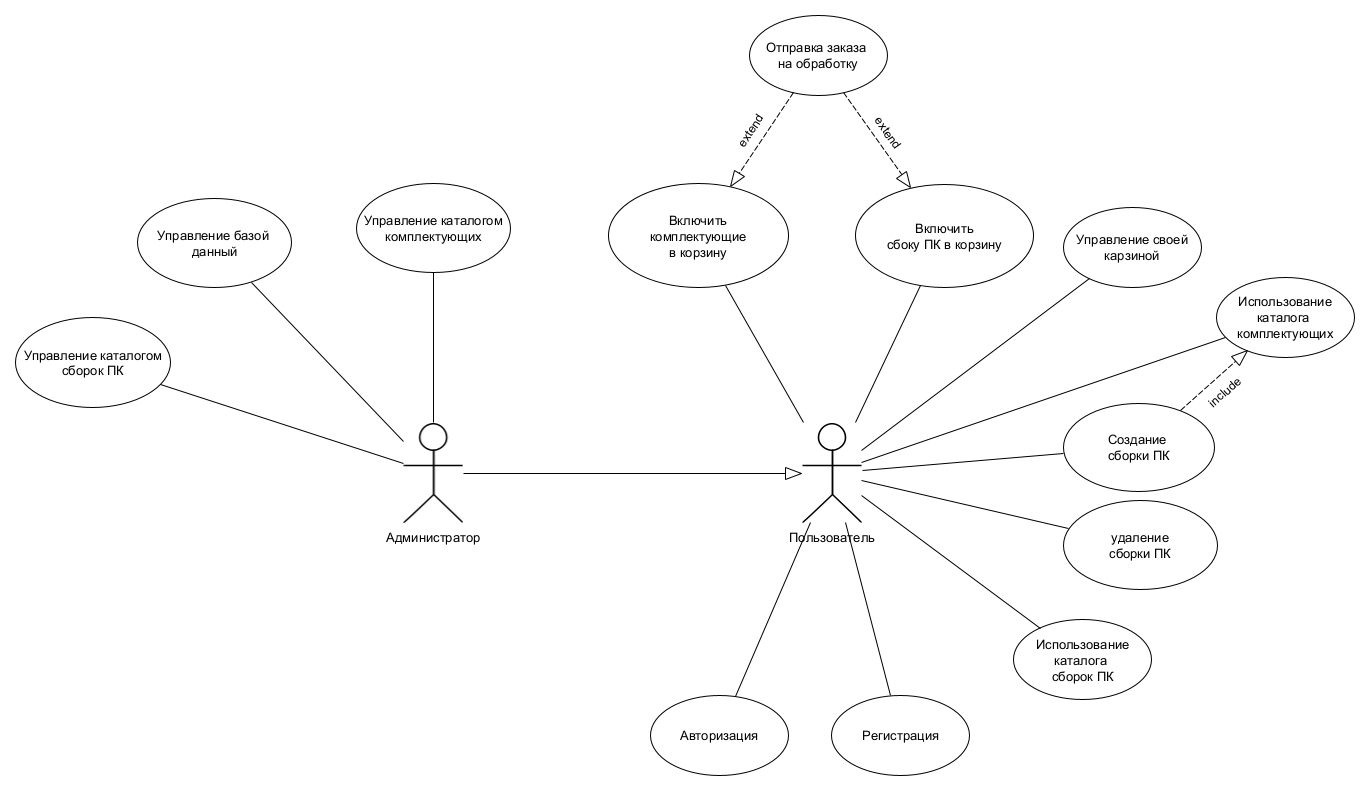 Отправка заказа
на обработку
extend
extend
Управление каталогом
комплектующих
Включить
комплектующие
в корзину
Включить
сбоку ПК в корзину
Управление базой
данный
Управление своей
карзиной
Использование
каталога
комплектующих
Управление каталогом
сборок ПК
include
Создание
сборки ПК
Администратор
Пользователь
удаление
сборки ПК
Использование
каталога
сборок ПК
Авторизация
Регистрация